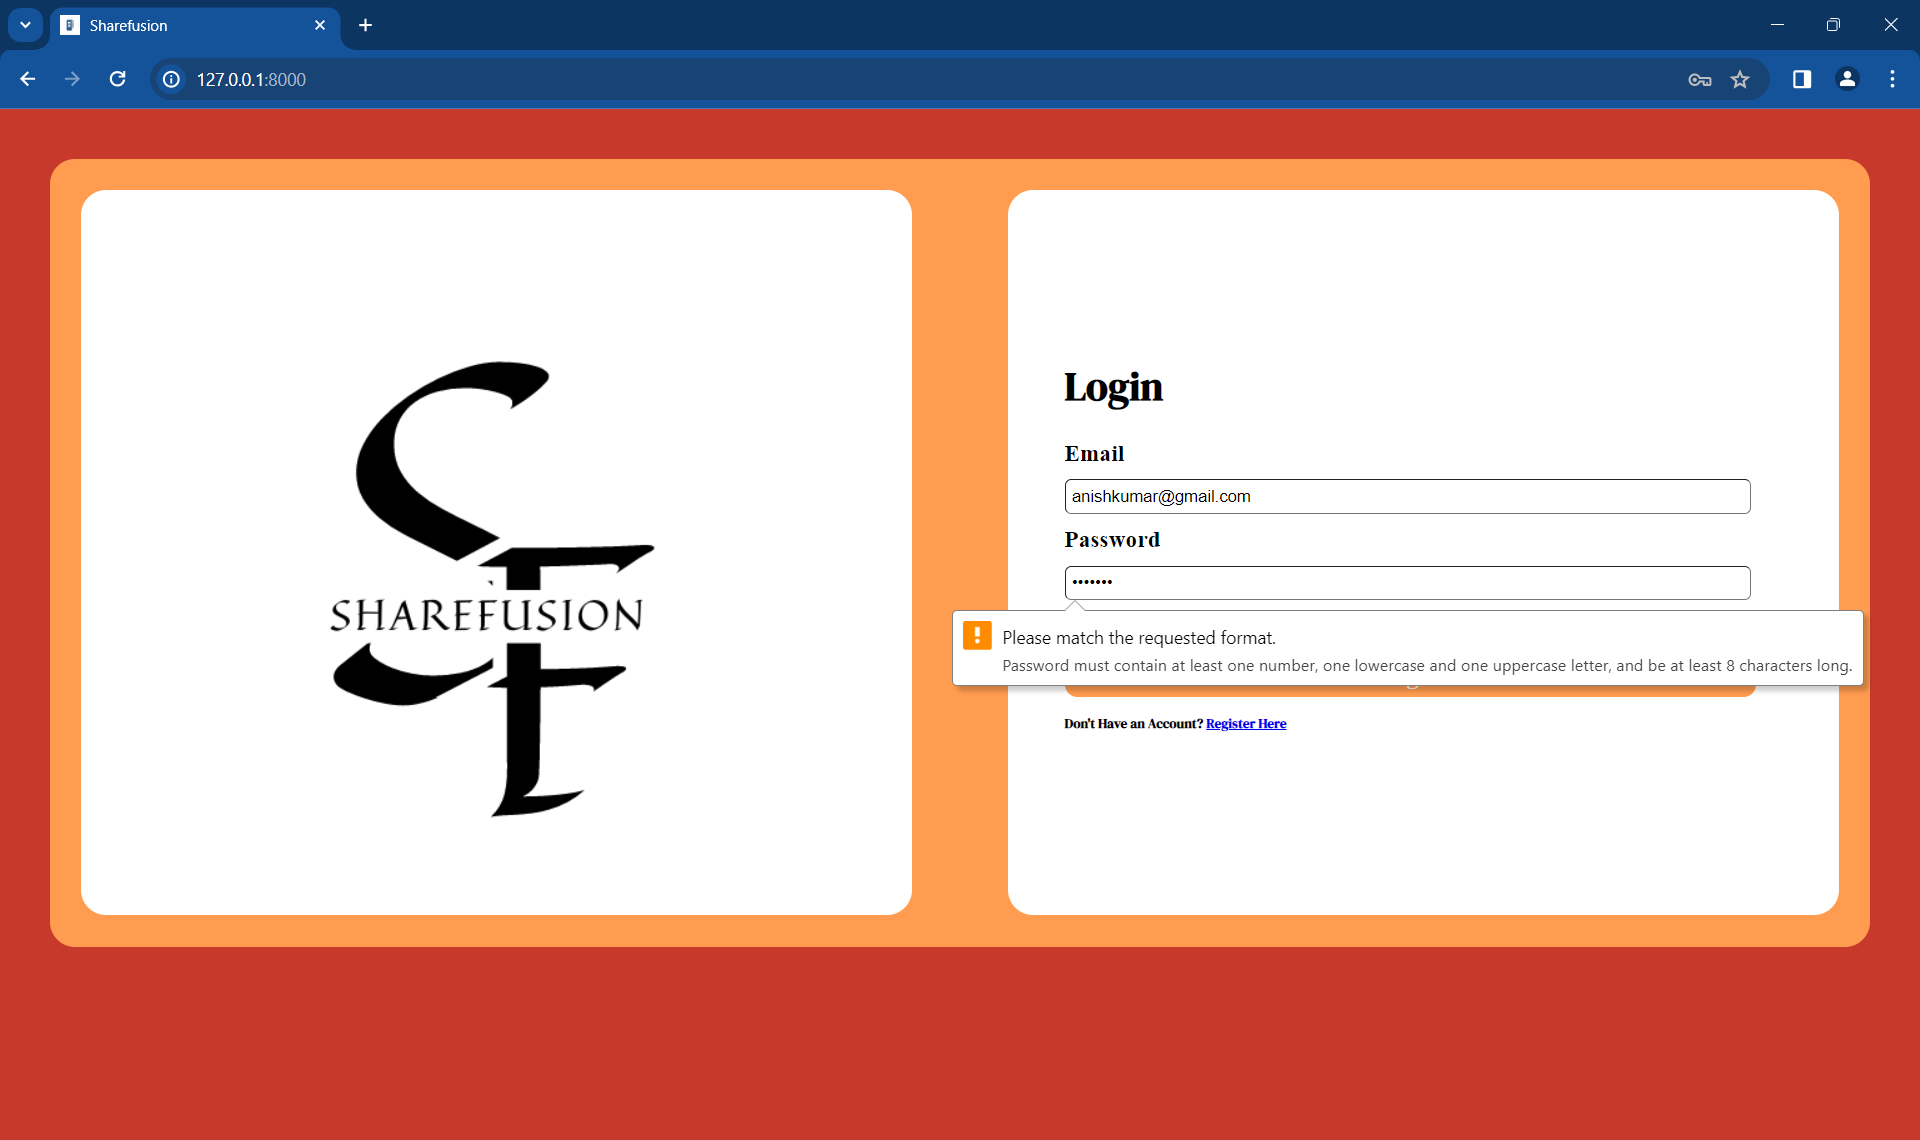 Sharefusion
127.0.0.1:8000
SHAREFUSION
Login
Email
anishkumar@gmail.com
Password
•••••••
Please match the requested format.
Password must contain at least one number, one lowercase and one uppercase letter, and be at least 8 characters long.
Don't Have an Account? Register Here